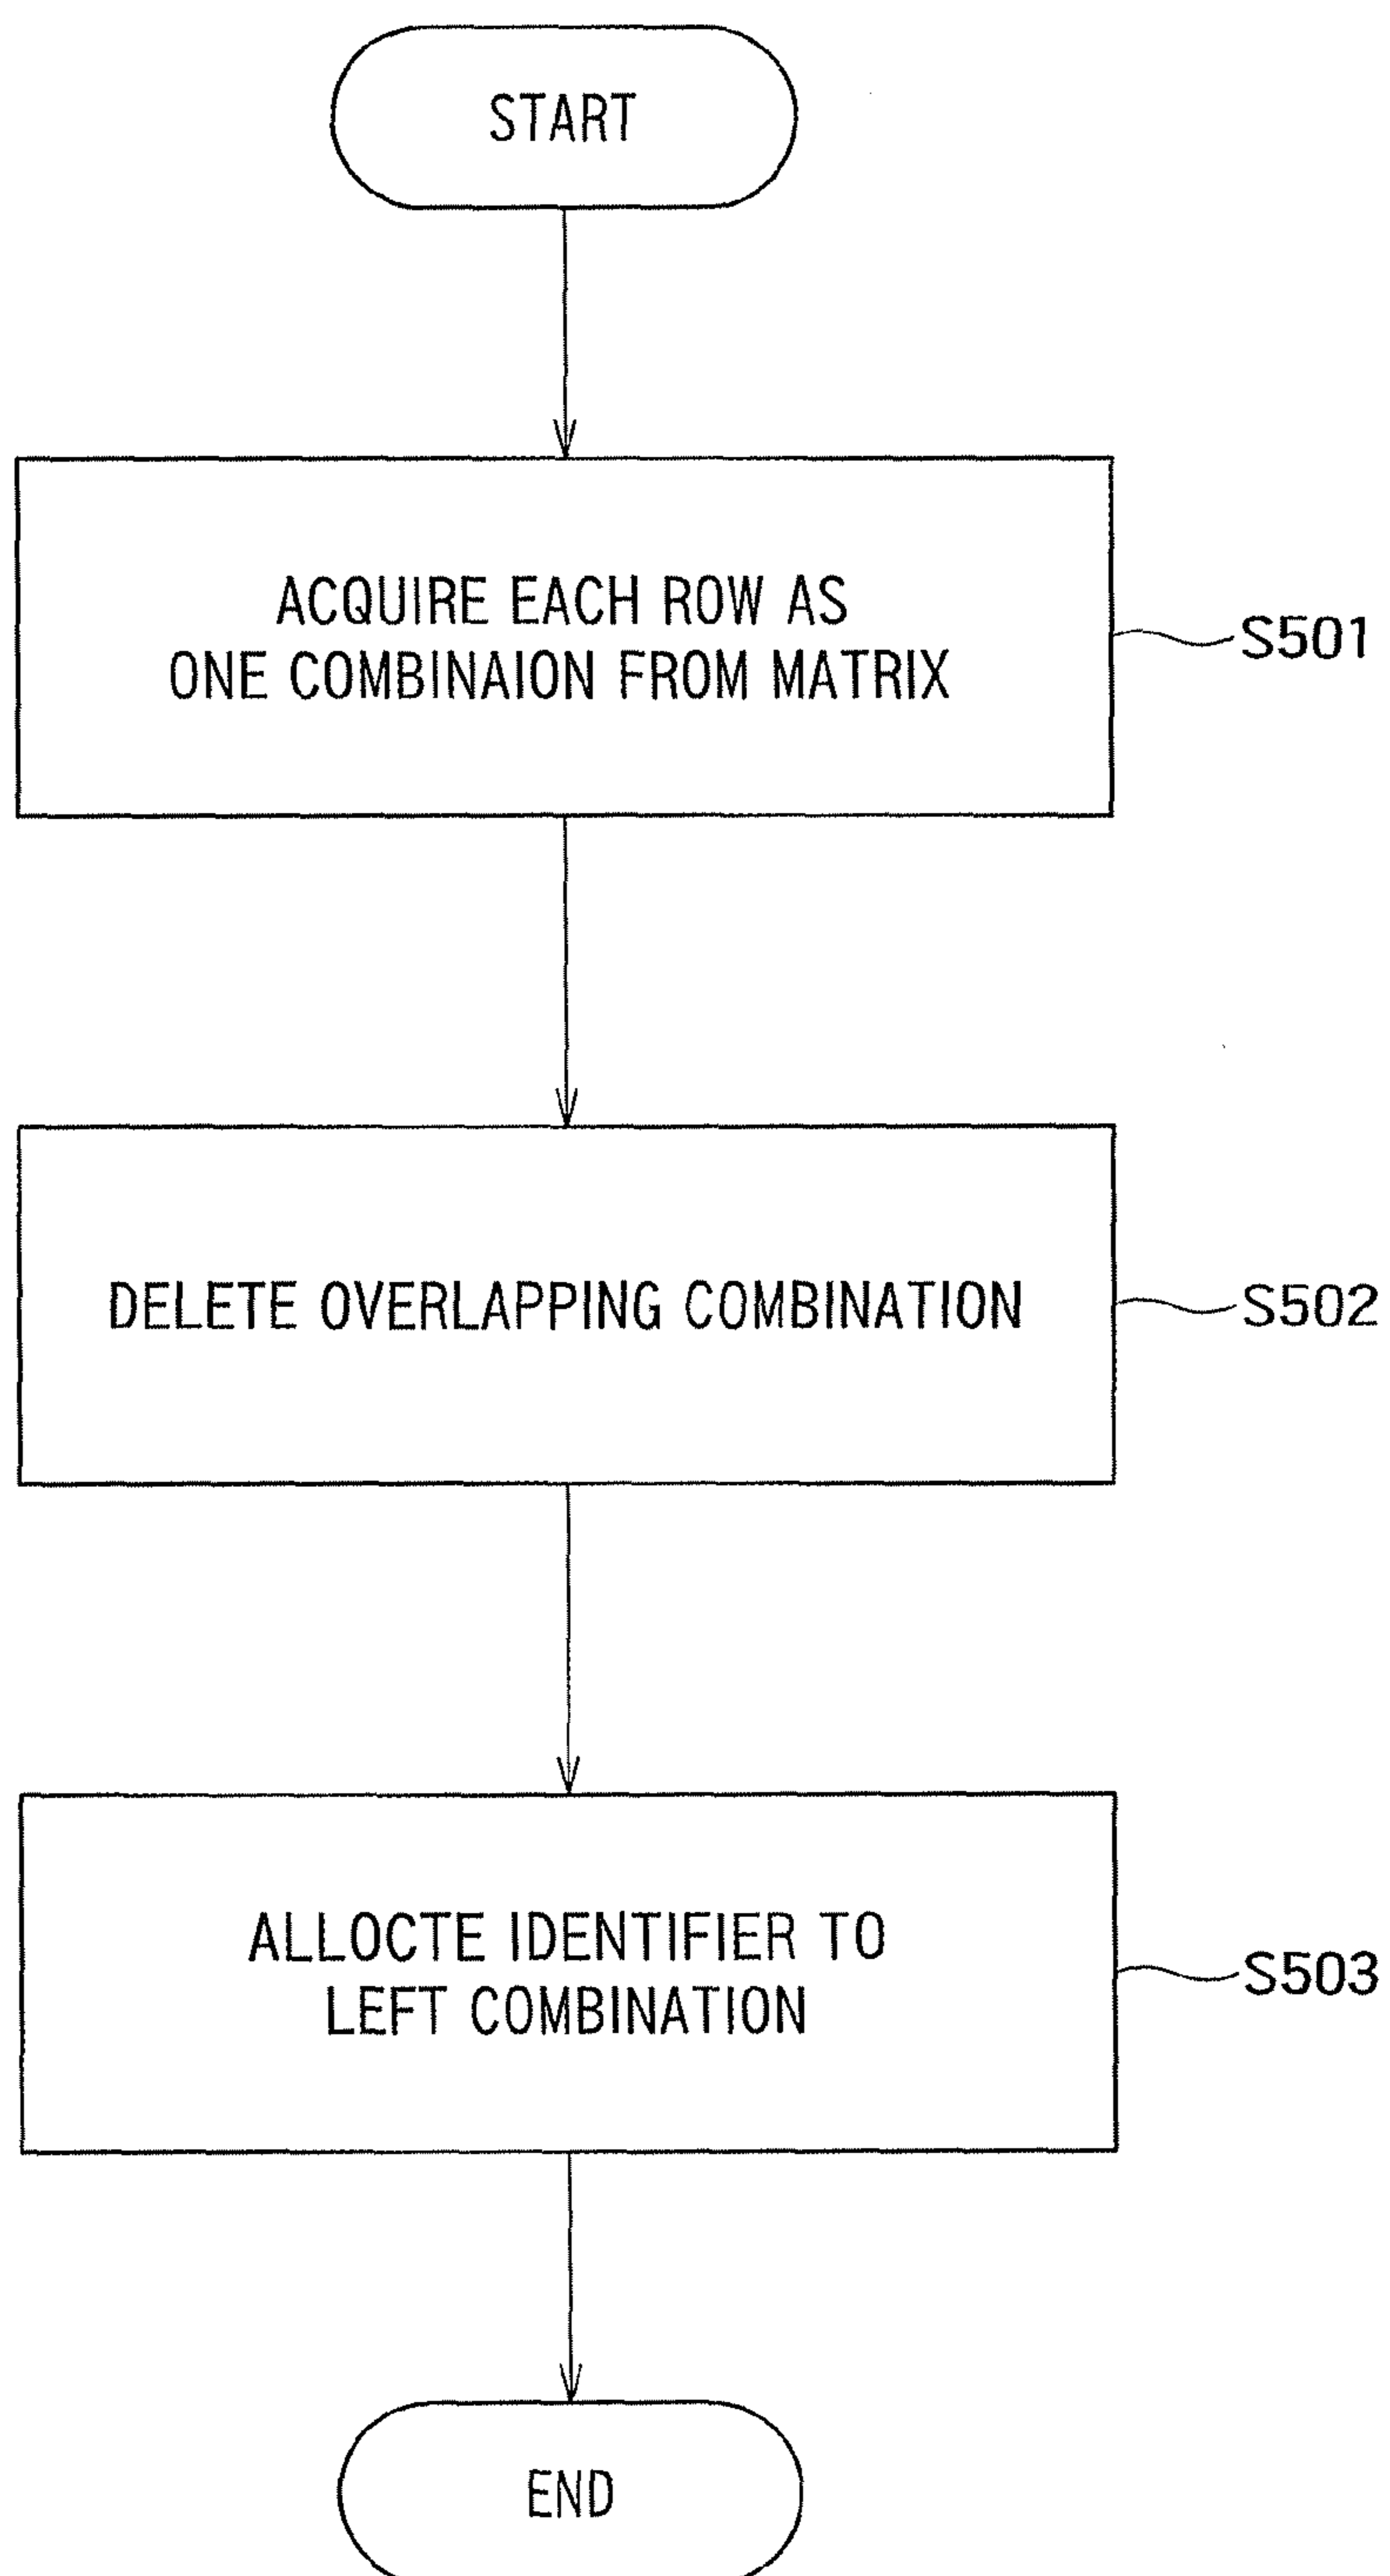 START
ACQUIRE EACH ROW AS
ONE COMBINAION FROM MATRIX
S501
DELETE OVERLAPPING COMBINATION
S502
ALLOCTE IDENTIFIER TO
LEFT COMBINATION
S503
END